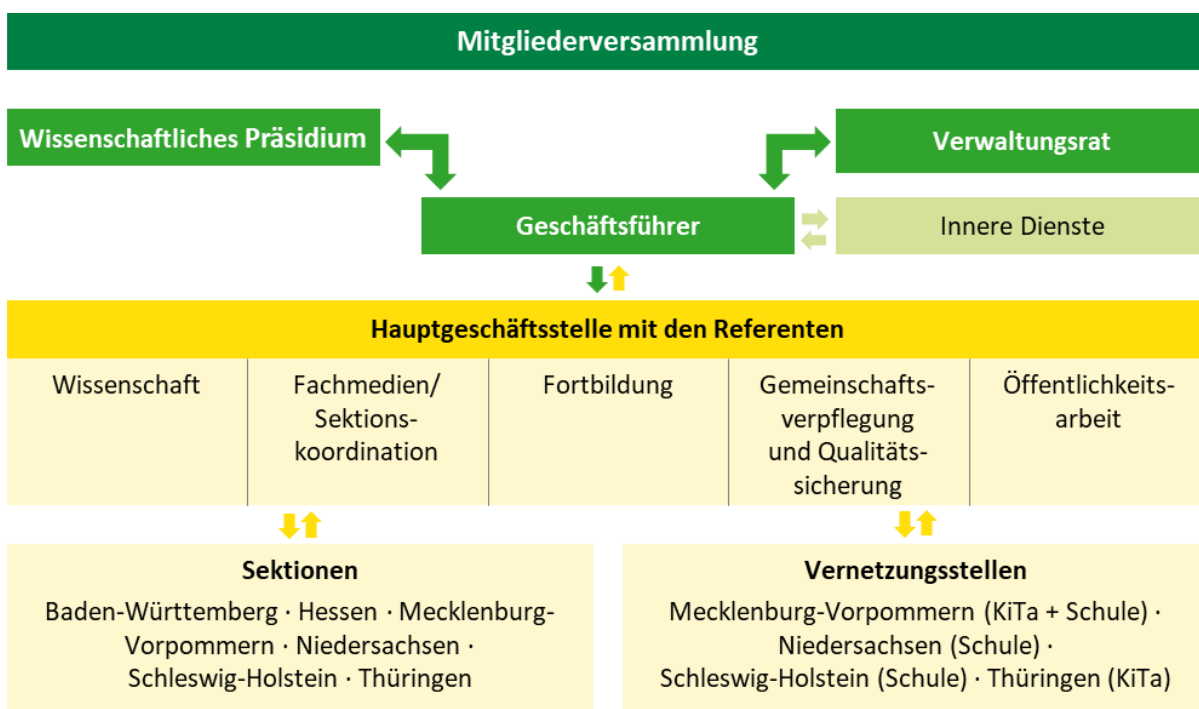 Mitgliederversammlung
Wissenschaftliches Präsidium
Verwaltungsrat
Geschäftsführer
Innere Dienste
Hauptgeschäftsstelle mit den Referenten
Wissenschaft
Fachmedien/
Sektions-
koordination
Fortbildung
Gemeinschafts-
verpflegung
und Qualitäts-
sicherung
Öffentlichkeits-
arbeit
Sektionen
Baden-Württemberg · Hessen · Mecklenburg-
Vorpommern · Niedersachsen ·
Schleswig-Holstein · Thüringen
Vernetzungsstellen
Mecklenburg-Vorpommern (KiTa + Schule) ·
Niedersachsen (Schule) ·
Schleswig-Holstein (Schule) · Thüringen (KiTa)